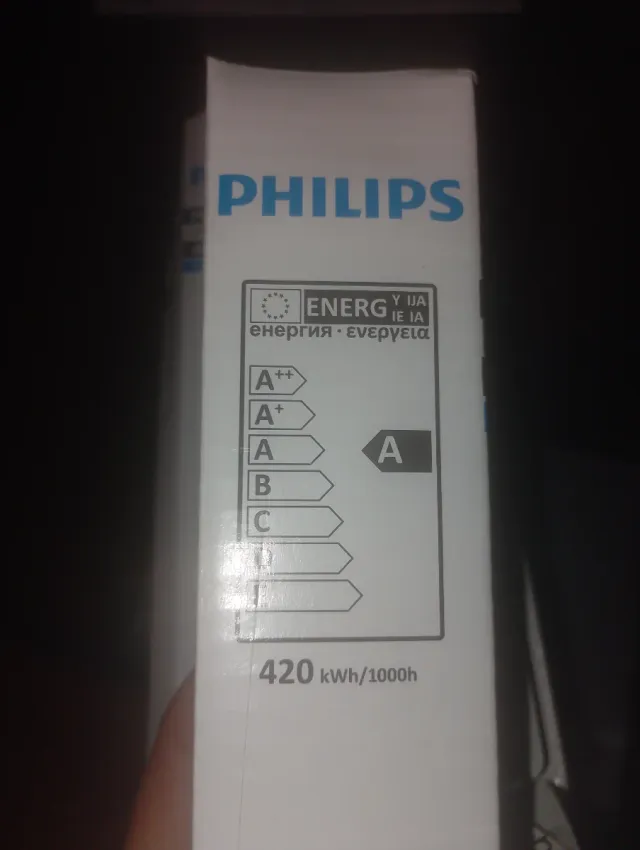 PHILIPS
ENERG Y IJA
IE IA
енергия · ενεργεια
A++
A+
A
A
B
C
420 kWh/1000h